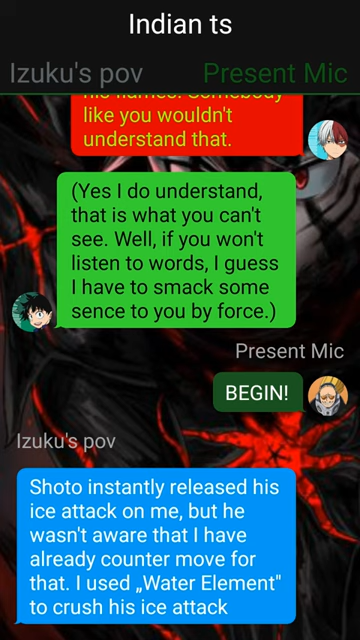 Indian ts
Izuku's pov
Present Mic
his flames. Somebody
like you wouldn't
understand that.
(Yes I do understand,
that is what you can't
see. Well, if you won't
listen to words, I guess
I have to smack some
sence to you by force.)
Present Mic
BEGIN!
Izuku's pov
Shoto instantly released his
ice attack on me, but he
wasn't aware that I have
already counter move for
that. I used „Water Element"
to crush his ice attack